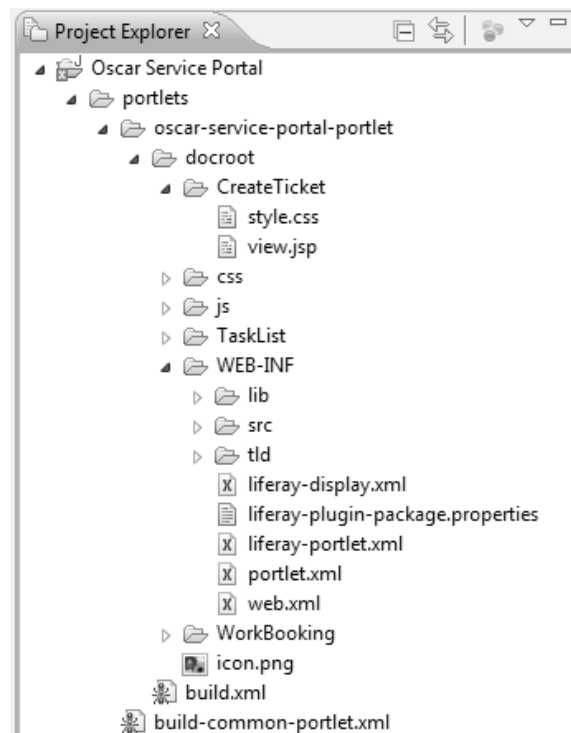 Project Explorer
Oscar Service Portal
portlets
oscar-service-portal-portlet
docroot
CreateTicket
style.css
view.jsp
css
js
TaskList
WEB-INF
lib
src
tld
liferay-display.xml
liferay-plugin-package.properties
liferay-portlet.xml
portlet.xml
web.xml
WorkBooking
icon.png
build.xml
build-common-portlet.xml